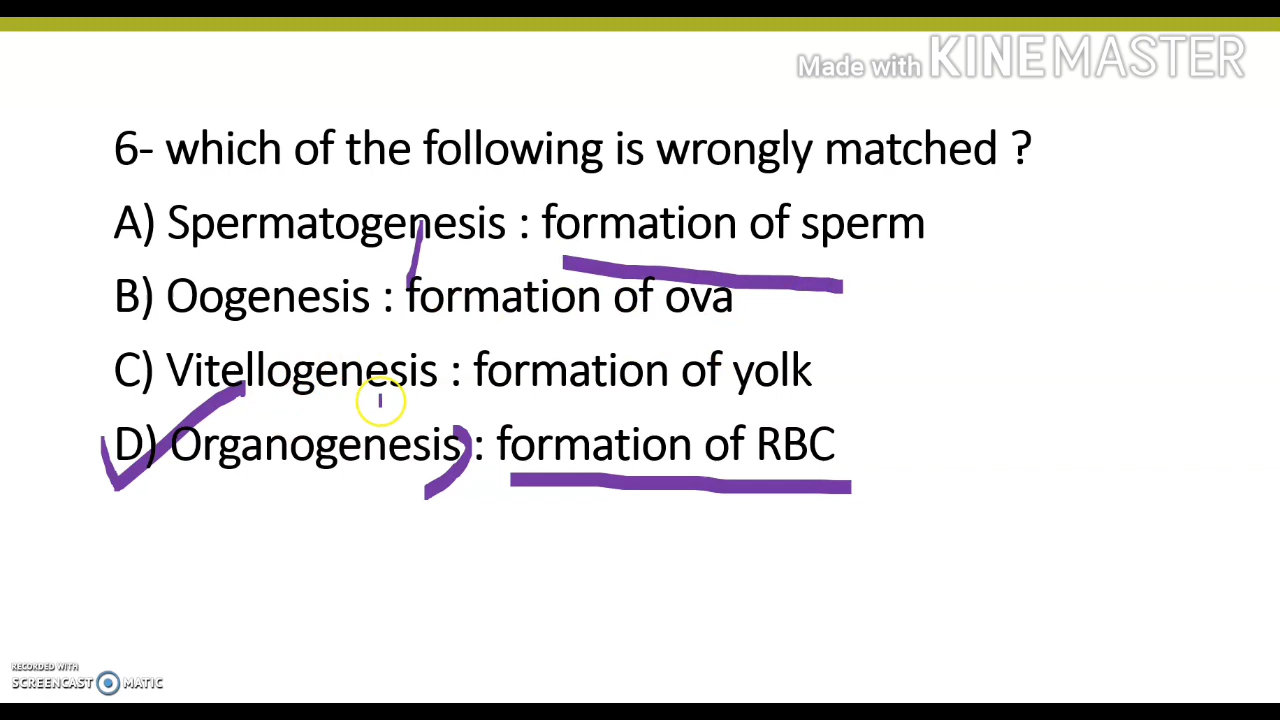 Made with KINEMASTER
6- which of the following is wrongly matched ?
A) Spermatogenesis : formation of sperm
B) Oogenesis : formation of ova
C) Vitellogenesis : formation of yolk
D) Organogenesis : formation of RBC
RECORDED WITH
SCREENCAST MATIC